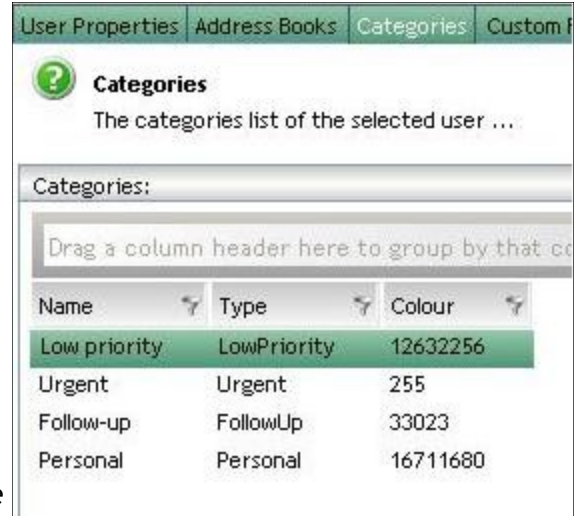 User Properties Address Books Categories Custom
Categories
The categories list of the selected user ...
Categories:
Drag a column header here to group by that
Name Type Colour
Low priority LowPriority 12632256
Urgent Urgent 255
Follow-up FollowUp 33023
Personal Personal 16711680